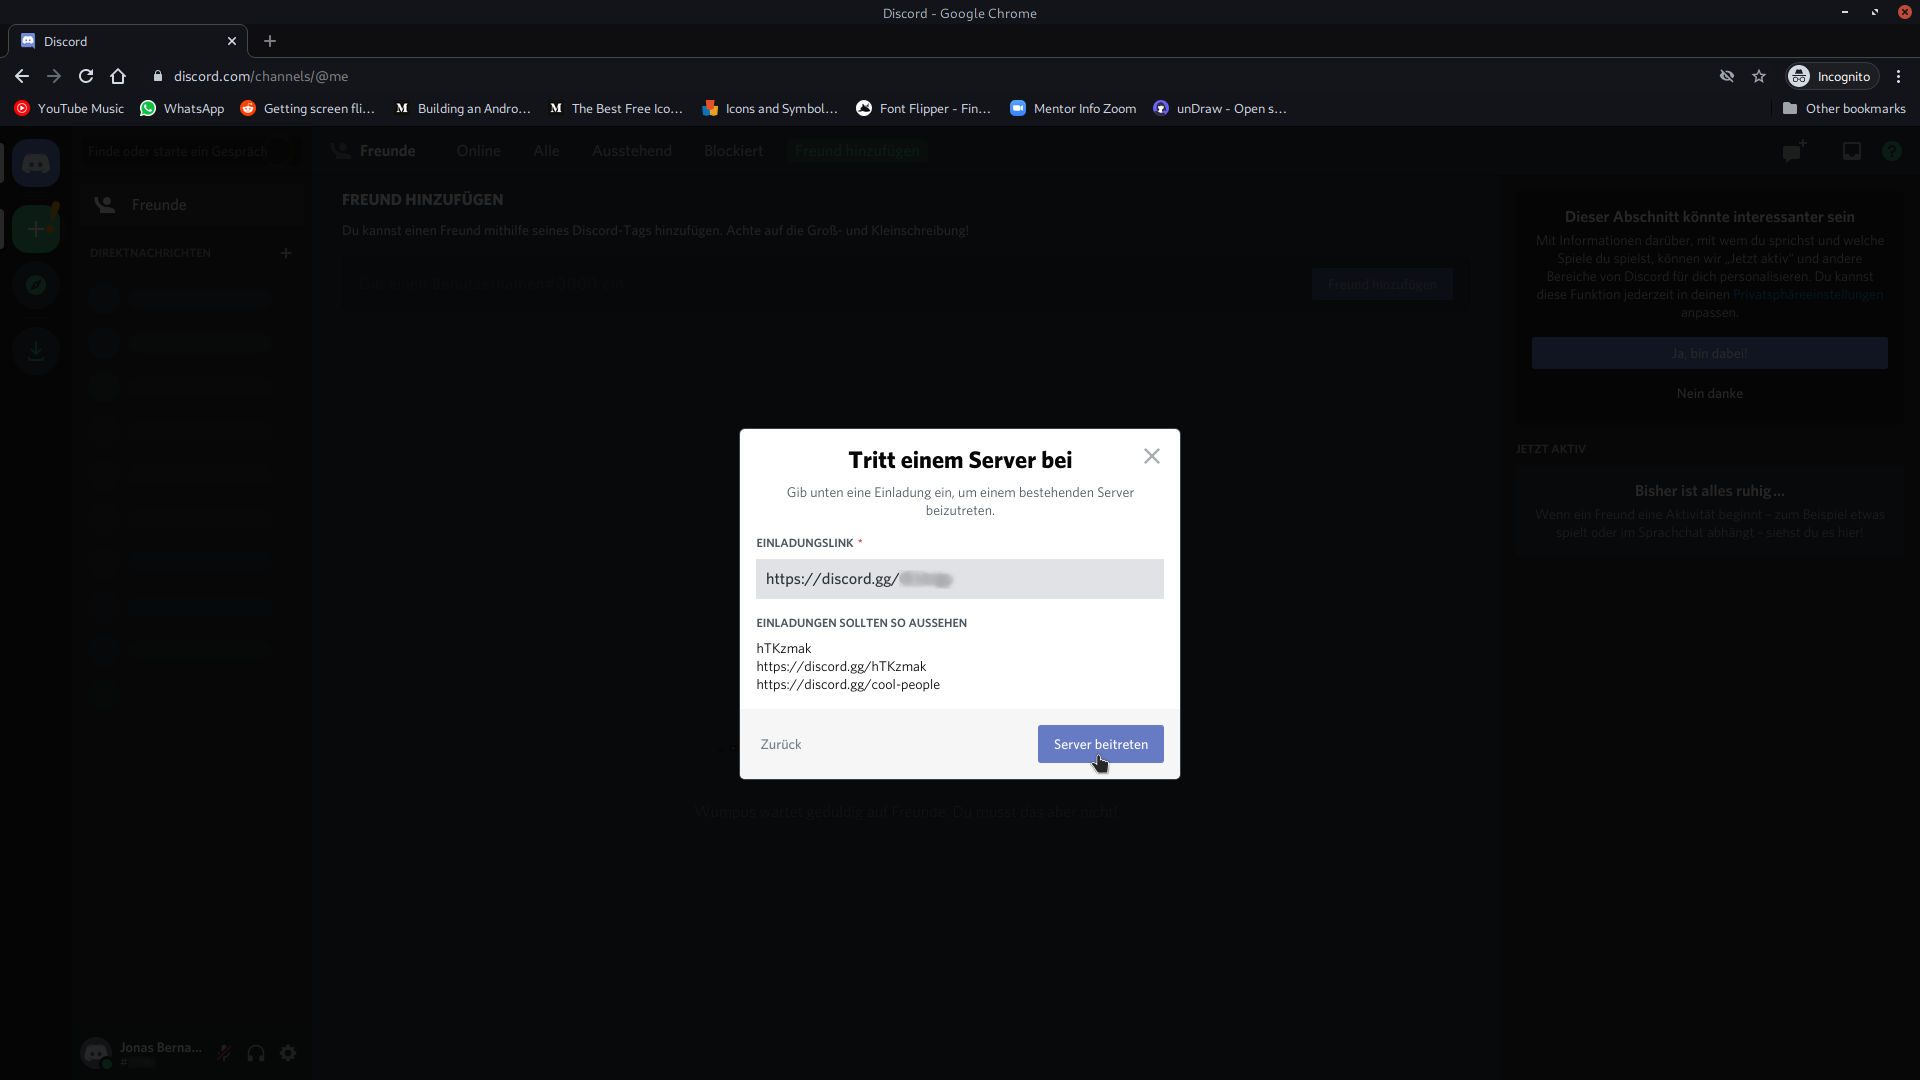 Discord - Google Chrome
Discord
discord.com/channels/@me
Incognito
YouTube Music
WhatsApp
Getting screen fli...
Building an Andro...
The Best Free Ico...
Icons and Symbol...
Font Flipper - Fin...
Mentor Info Zoom
unDraw - Open s...
Other bookmarks
Finde oder starte ein Gespräch
Freunde
Online
Alle
Ausstehend
Blockiert
Freund hinzufügen
Freunde
DIREKTNACHRICHTEN
FREUND HINZUFÜGEN
Du kannst einen Freund mithilfe seines Discord-Tags hinzufügen. Achte auf die Groß- und Kleinschreibung!
Freund hinzufügen
Dieser Abschnitt könnte interessanter sein
Mit Informationen darüber, mit wem du sprichst und welche
Spiele du spielst, können wir „Jetzt aktiv“ und andere
Bereiche von Discord für dich personalisieren. Du kannst
diese Funktion jederzeit in deinen Privatsphäreeinstellungen
anpassen.
Ja, bin dabei!
Nein danke
JETZT AKTIV
Bisher ist alles ruhig ...
Wenn ein Freund eine Aktivität beginnt – zum Beispiel etwas
spielt oder im Sprachchat abhängt – siehst du es hier!
Tritt einem Server bei
Gib unten eine Einladung ein, um einem bestehenden Server
beizutreten.
EINLADUNGSLINK *
https://discord.gg/
EINLADUNGEN SOLLTEN SO AUSSEHEN
hTKzmak
https://discord.gg/hTKzmak
https://discord.gg/cool-people
Zurück
Server beitreten
Wumpus wartet geduldig auf Freunde. Du musst das aber nicht!
Jonas Berna...
#